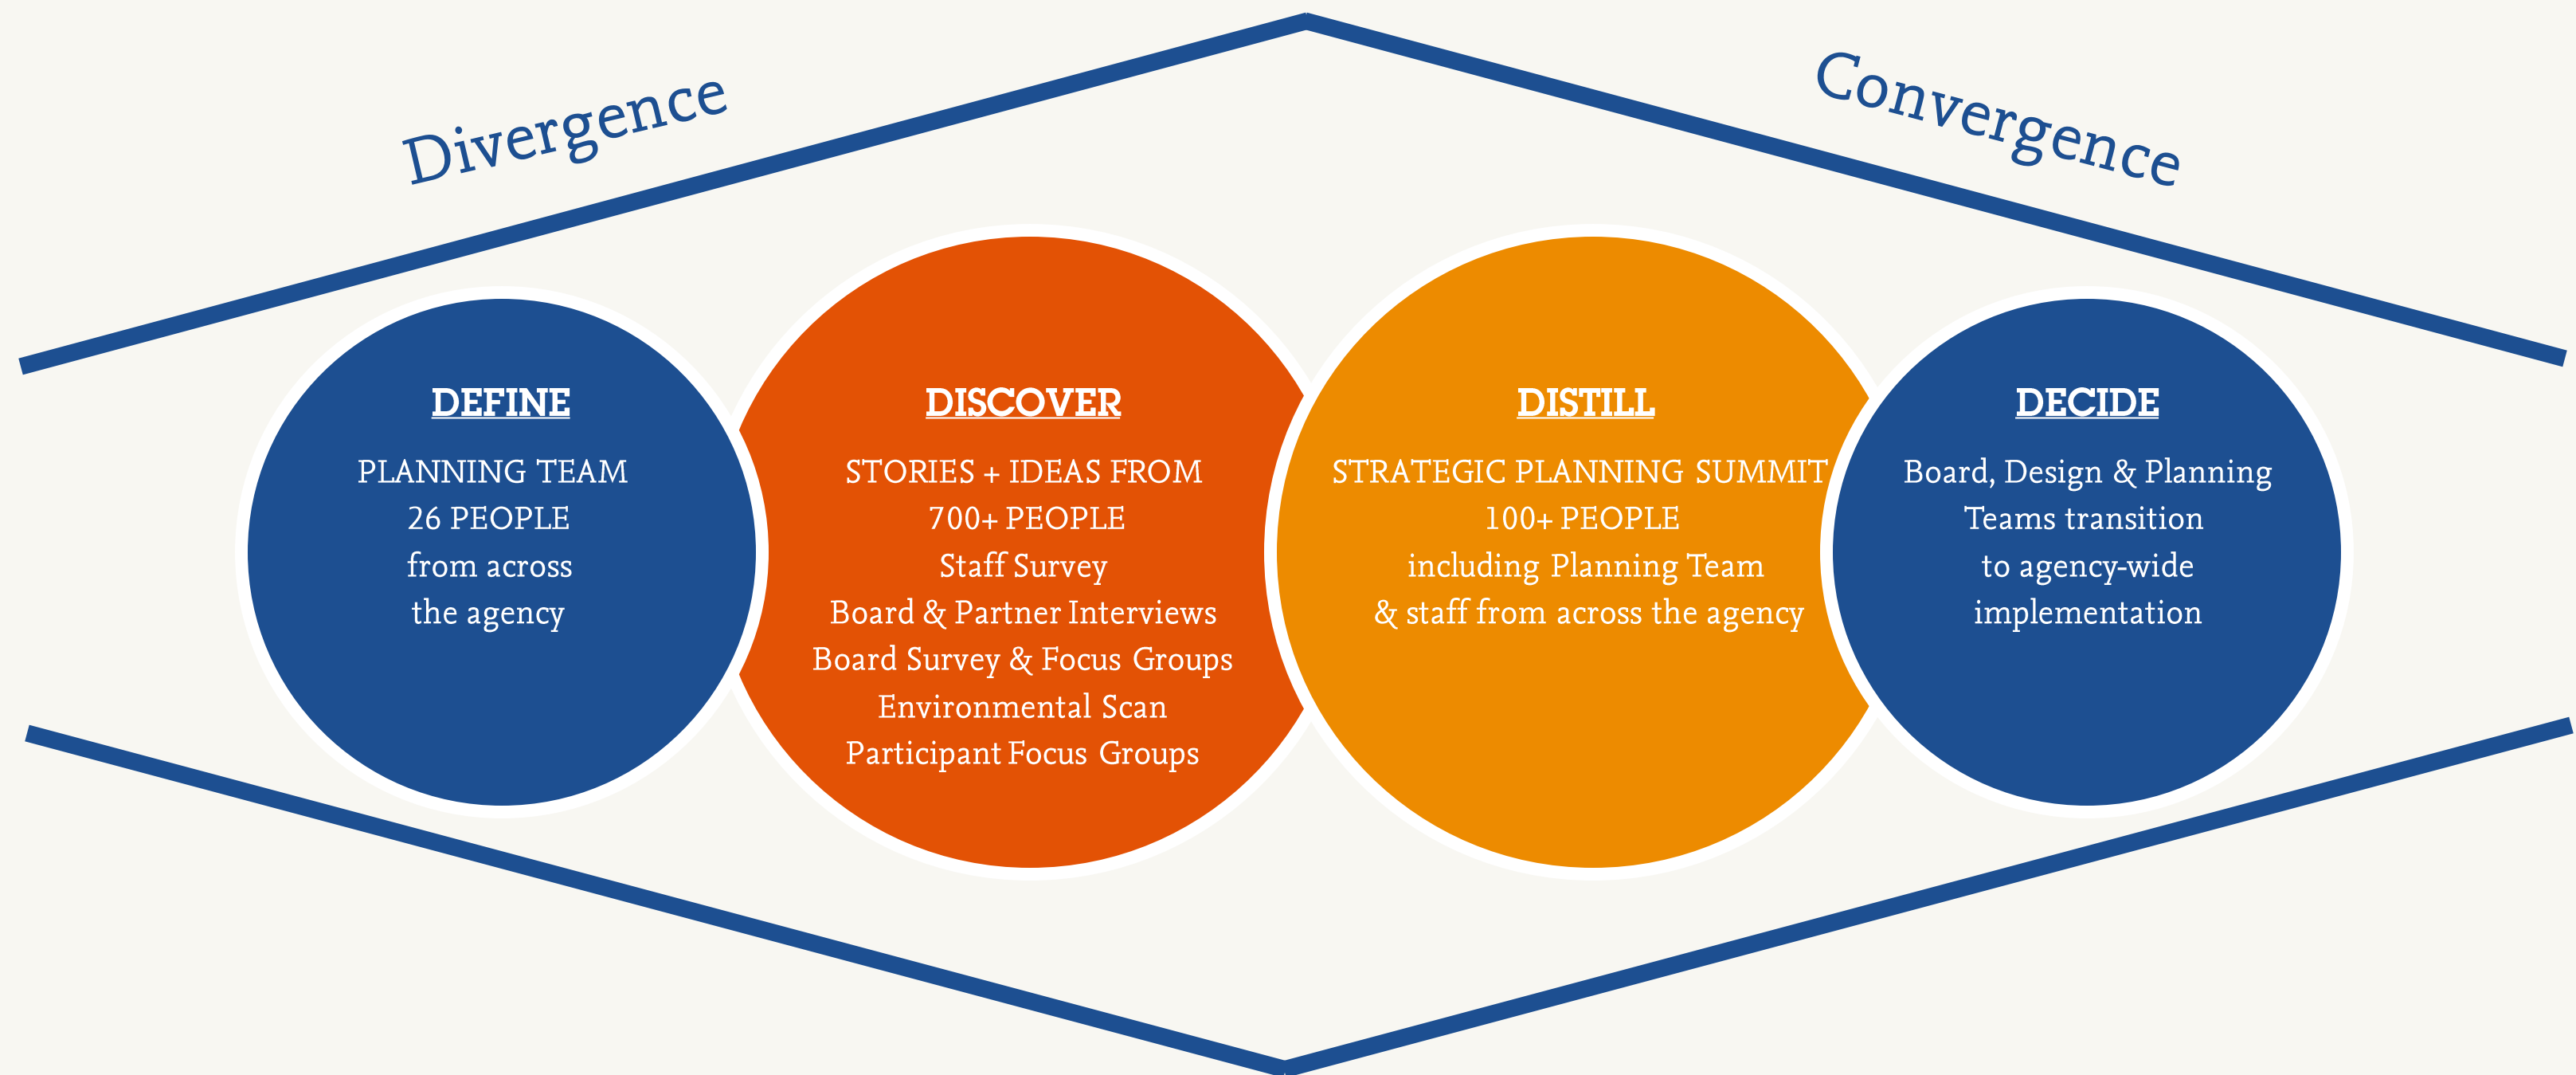 Divergence
Convergence
DEFINE
PLANNING TEAM
26 PEOPLE
from across
the agency
DISCOVER
STORIES + IDEAS FROM
700+ PEOPLE
Staff Survey
Board & Partner Interviews
Board Survey & Focus Groups
Environmental Scan
Participant Focus Groups
DISTILL
STRATEGIC PLANNING SUMMIT
100+ PEOPLE
including Planning Team
& staff from across the agency
DECIDE
Board, Design & Planning
Teams transition
to agency-wide
implementation